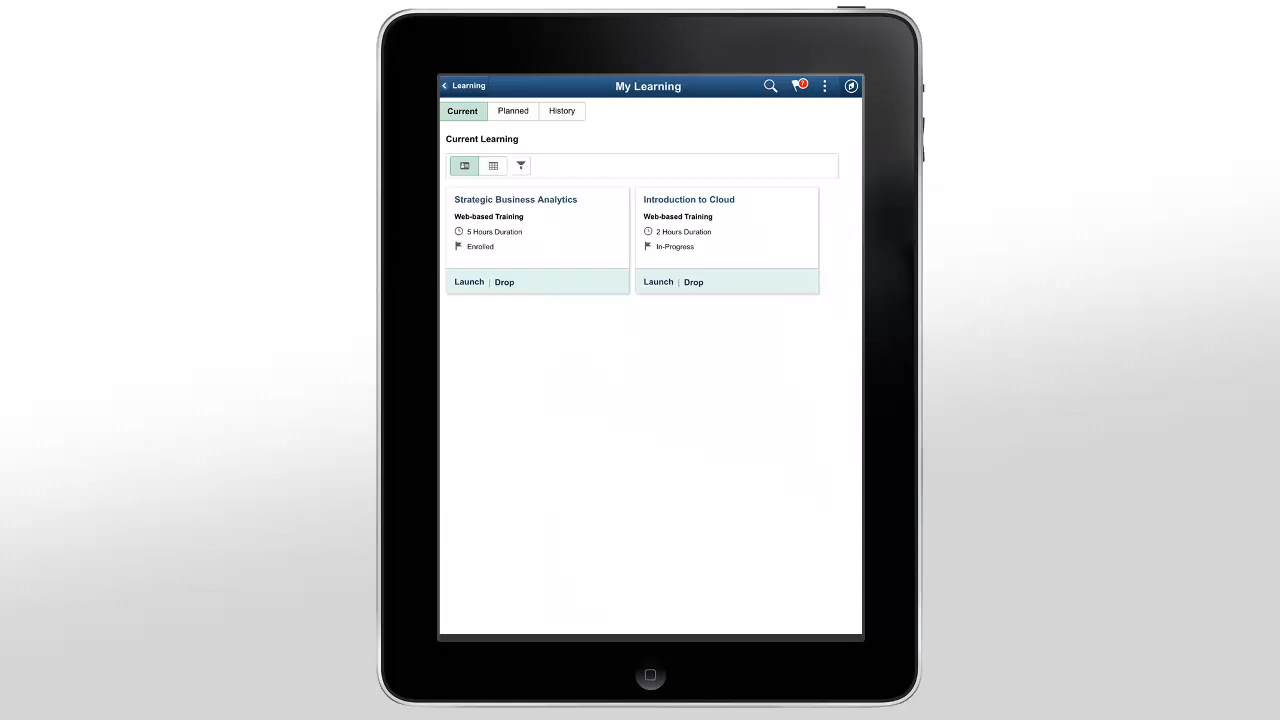 Learning
My Learning
7
Current
Planned
History
Current Learning
Strategic Business Analytics
Web-based Training
5 Hours Duration
Enrolled
Launch | Drop
Introduction to Cloud
Web-based Training
2 Hours Duration
In-Progress
Launch | Drop